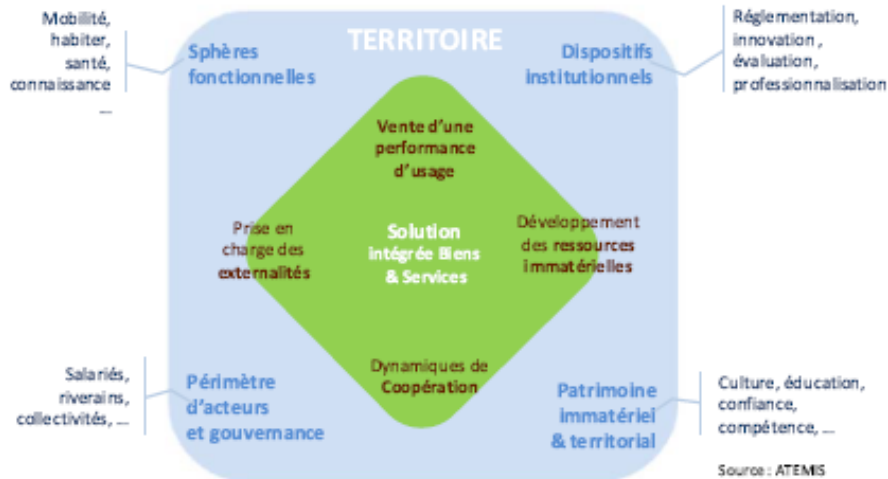 Mobilité,
habiter,
santé,
connaissance
...
Sphères
fonctionnelles
TERRITOIRE
Dispositifs
institutionnels
Réglementation,
innovation ,
évaluation,
professionnalisation
Vente d'une
performance
d'usage
Prise en
charge des
externalités
Solution
intégrée Biens
& Services
Développement
des ressources
immatérielles
Dynamiques de
Coopération
Salariés,
riverains,
collectivités, ...
Périmètre
d'acteurs
et gouvernance
Patrimoine
immatériel
& territorial
Culture, éducation,
confiance,
compétence, ...
Source : ATEMIS